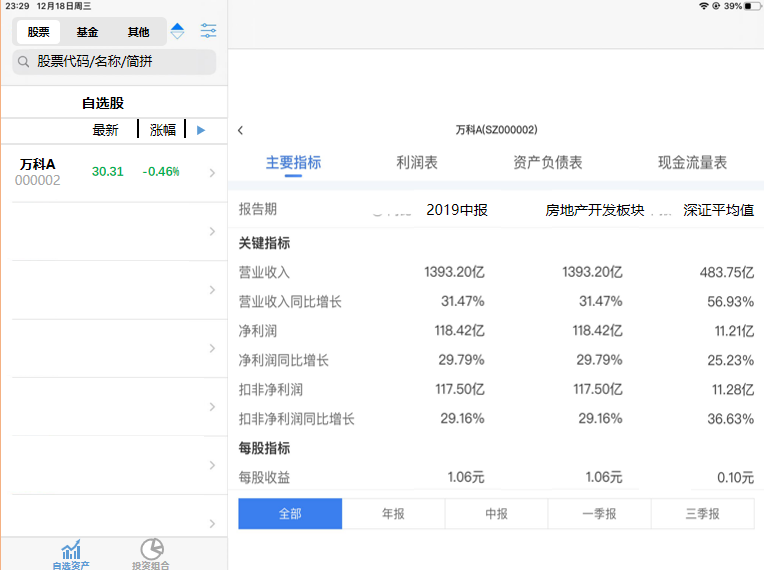 23:29 12月18日周三
39%
股票 基金 其他
股票代码/名称/简拼
自选股
最新 涨幅
万科A
000002
30.31 -0.46%
自选资产 投资组合
万科A(SZ000002)
主要指标 利润表 资产负债表 现金流量表
报告期 2019中报 房地产开发板块 深证平均值
关键指标
营业收入 1393.20亿 1393.20亿 483.75亿
营业收入同比增长 31.47% 31.47% 56.93%
净利润 118.42亿 118.42亿 11.21亿
净利润同比增长 29.79% 29.79% 25.23%
扣非净利润 117.50亿 117.50亿 11.28亿
扣非净利润同比增长 29.16% 29.16% 36.63%
每股指标
每股收益 1.06元 1.06元 0.10元
全部 年报 中报 一季报 三季报